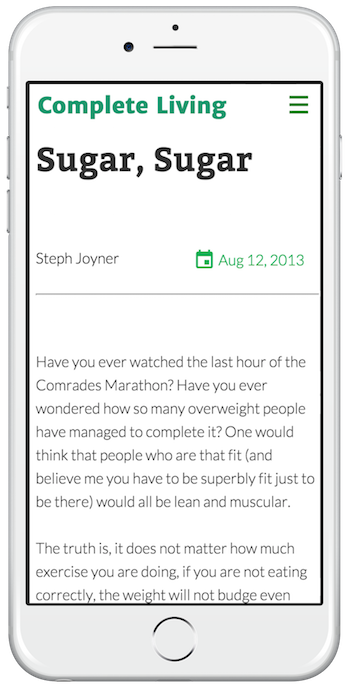 Complete Living
Sugar, Sugar
Steph Joyner
Aug 12, 2013
Have you ever watched the last hour of the
Comrades Marathon? Have you ever
wondered how so many overweight people
have managed to complete it? One would
think that people who are that fit (and
believe me you have to be superbly fit just to
be there) would all be lean and muscular.
The truth is, it does not matter how much
exercise you are doing, if you are not eating
correctly, the weight will not budge even